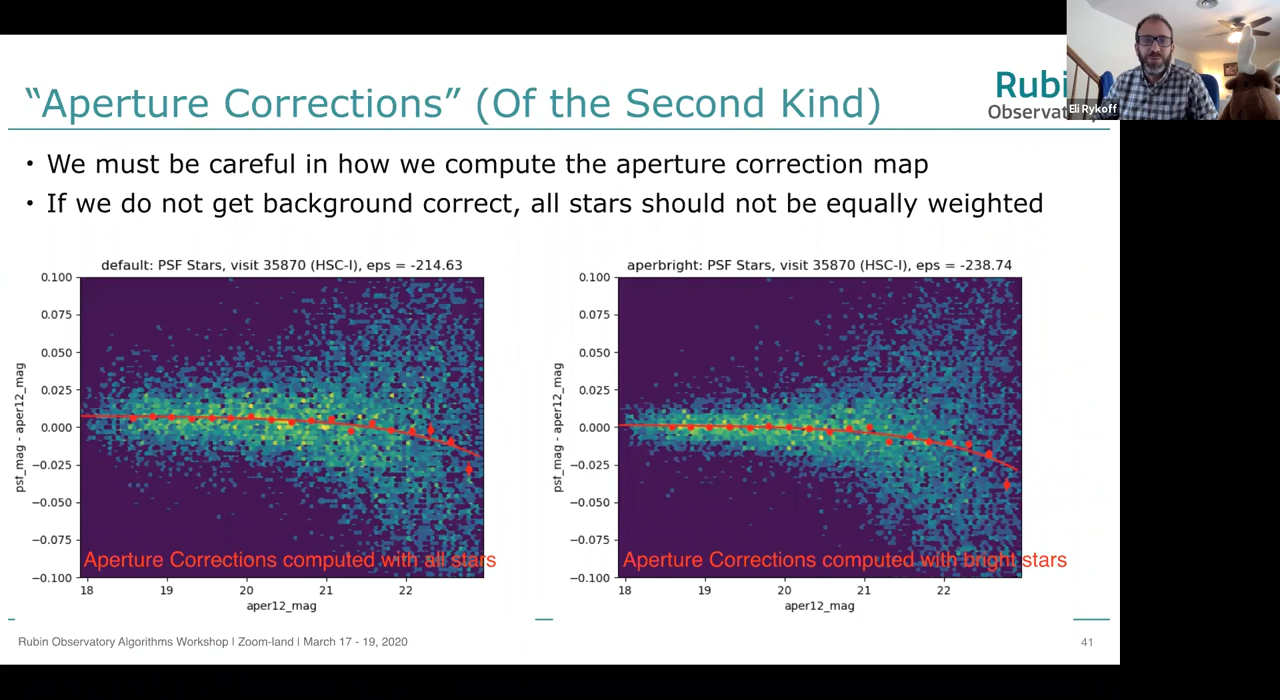 “Aperture Corrections” (Of the Second Kind)
Rubi
Observat
Eli Rykoff
• We must be careful in how we compute the aperture correction map
• If we do not get background correct, all stars should not be equally weighted
default: PSF Stars, visit 35870 (HSC-I), eps = -214.63
0.100
0.075
0.050
0.025
0.000
−0.025
−0.050
−0.075
−0.100
psf_mag - aper12_mag
Aperture Corrections computed with all stars
18 19 20 21 22
aper12_mag
aperbright: PSF Stars, visit 35870 (HSC-I), eps = -238.74
0.100
0.075
0.050
0.025
0.000
−0.025
−0.050
−0.075
−0.100
psf_mag - aper12_mag
Aperture Corrections computed with bright stars
18 19 20 21 22
aper12_mag
Rubin Observatory Algorithms Workshop | Zoom-land | March 17 - 19, 2020
41